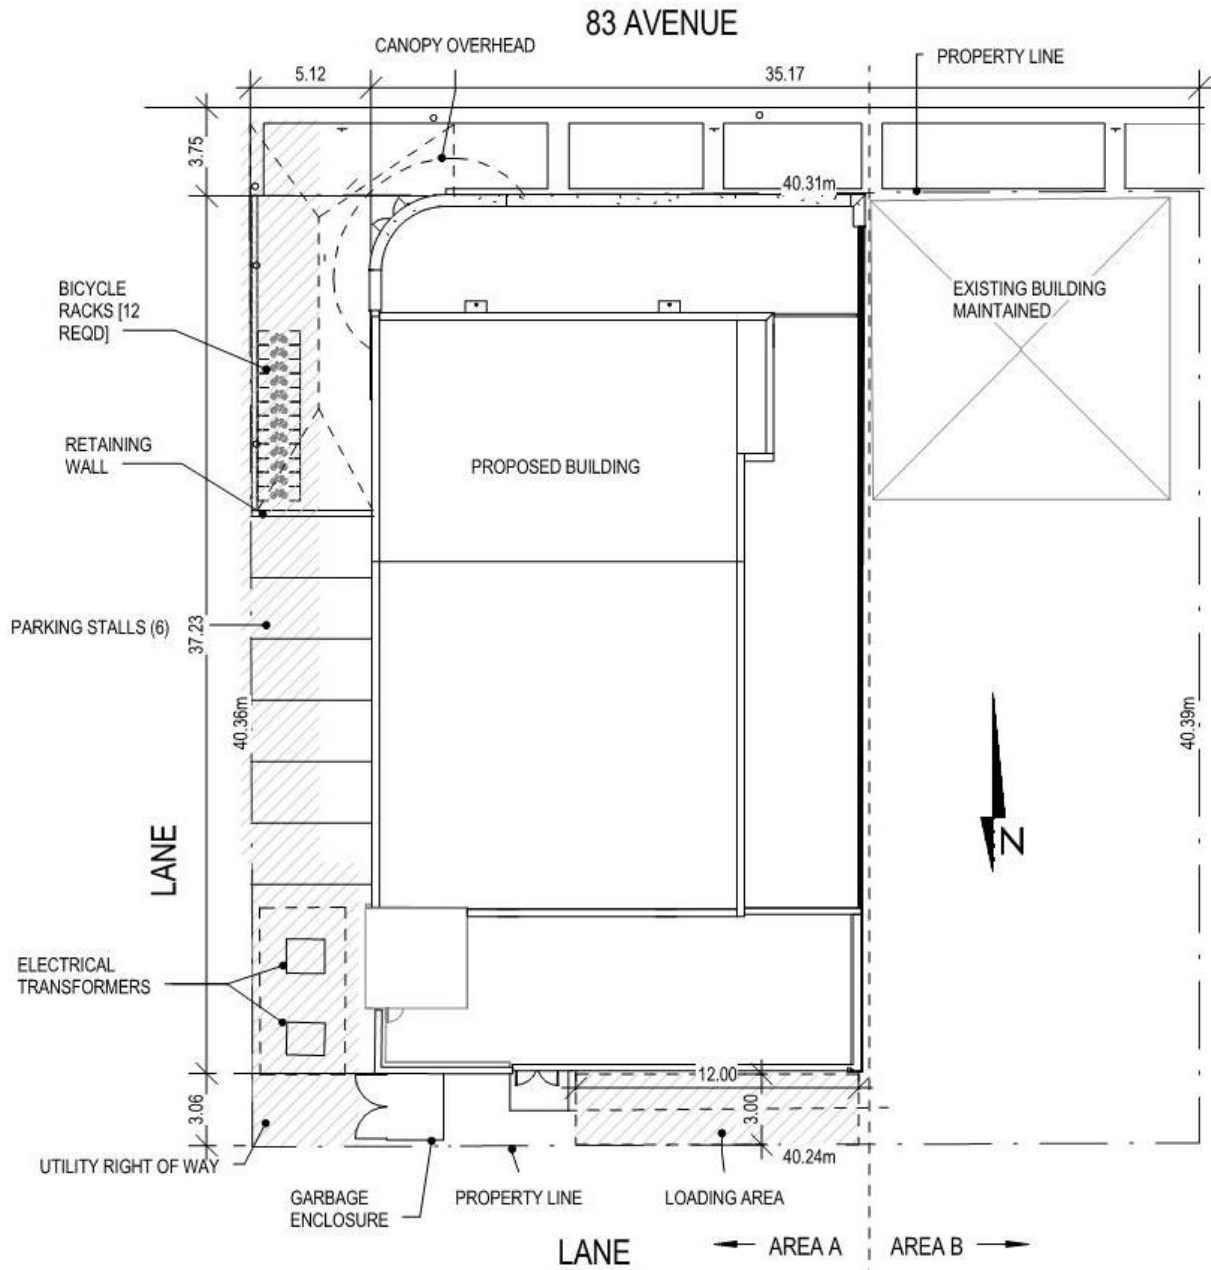 83 AVENUE
CANOPY OVERHEAD
PROPERTY LINE
5.12
35.17
3.75
40.31m
BICYCLE
RACKS [12
REQD]
EXISTING BUILDING
MAINTAINED
RETAINING
WALL
PROPOSED BUILDING
PARKING STALLS (6)
37.23
40.36m
40.39m
LANE
N
ELECTRICAL
TRANSFORMERS
12.00
3.06
3.00
UTILITY RIGHT OF WAY
40.24m
GARBAGE
ENCLOSURE
PROPERTY LINE
LOADING AREA
LANE
AREA A
AREA B